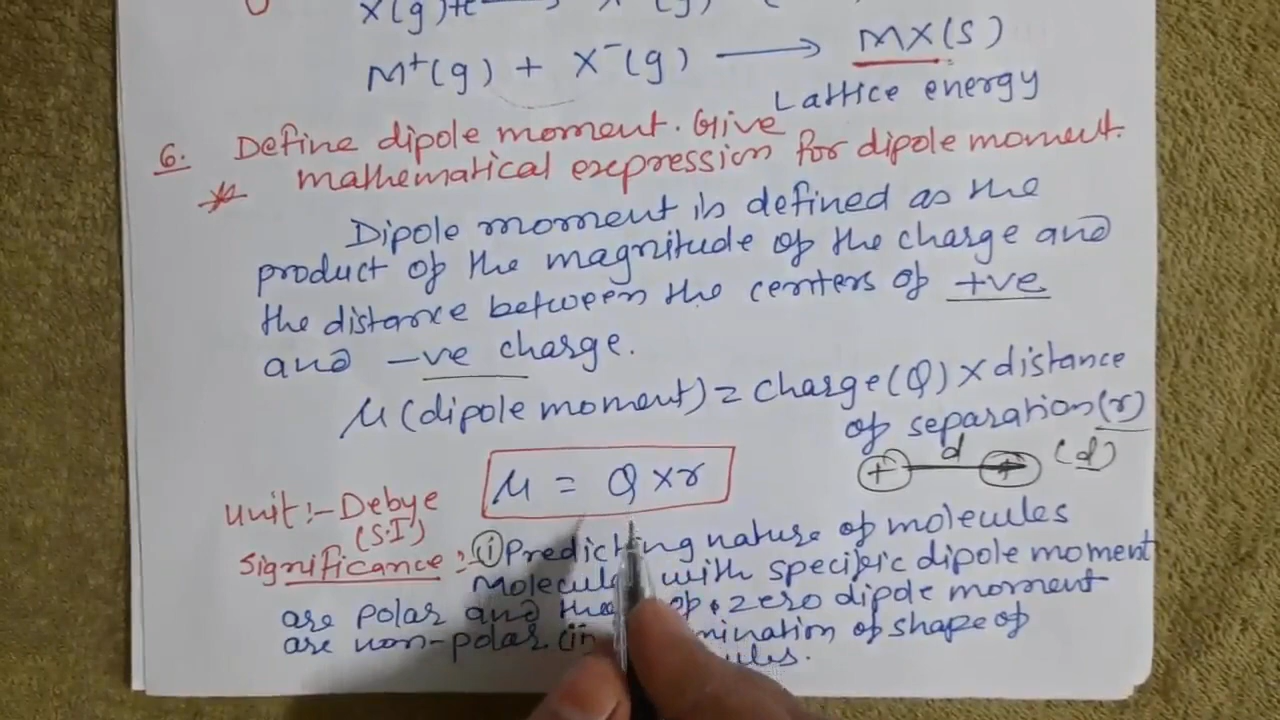 X(g)+e
M⁺(g) + X⁻(g) ⟶ MX(s)
Lattice energy
6. Define dipole moment. Give
mathematical expression for dipole moment.
Dipole moment is defined as the
product of the magnitude of the charge and
the distance between the centers of +ve
and -ve charge.
μ (dipole moment) = charge (Q) × distance
of separation (r)
+ d + (d)
μ = Q × r
Unit:- Debye
(S.I)
Significance:- (i) Predicting nature of molecules
with specific dipole moment
are polar and of zero dipole moment
are non-polar of shape of